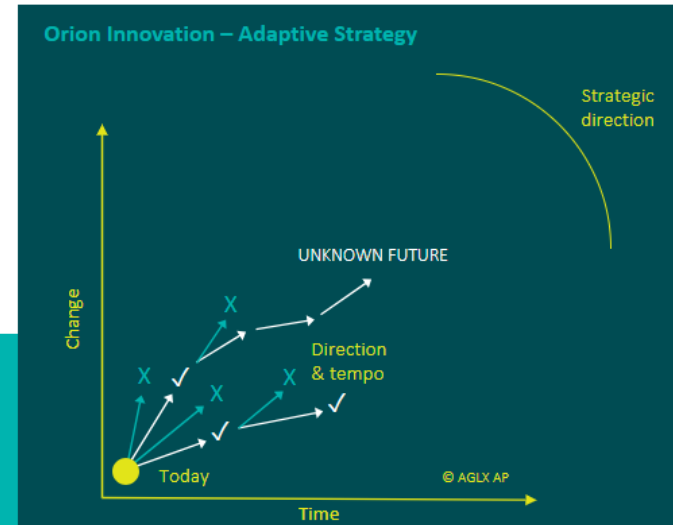 Orion Innovation – Adaptive Strategy
Strategic
direction
UNKNOWN FUTURE
X
Change
Direction
& tempo
X
X
✓
X
✓
✓
Today
© AGLX AP
Time